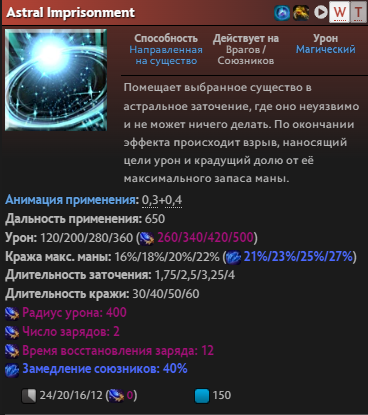 Astral Imprisonment
W T
Способность
Направленная
на существо
Действует на
Врагов /
Союзников
Урон
Магический
Помещает выбранное существо в
астральное заточение, где оно неуязвимо
и не может ничего делать. По окончании
эффекта происходит взрыв, наносящий
цели урон и крадущий долю от её
максимального запаса маны.
Анимация применения: 0,3+0,4
Дальность применения: 650
Урон: 120/200/280/360 (260/340/420/500)
Кража макс. маны: 16%/18%/20%/22% (21%/23%/25%/27%)
Длительность заточения: 1,75/2,5/3,25/4
Длительность кражи: 30/40/50/60
Радиус урона: 400
Число зарядов: 2
Время восстановления заряда: 12
Замедление союзников: 40%
24/20/16/12 (0) 150